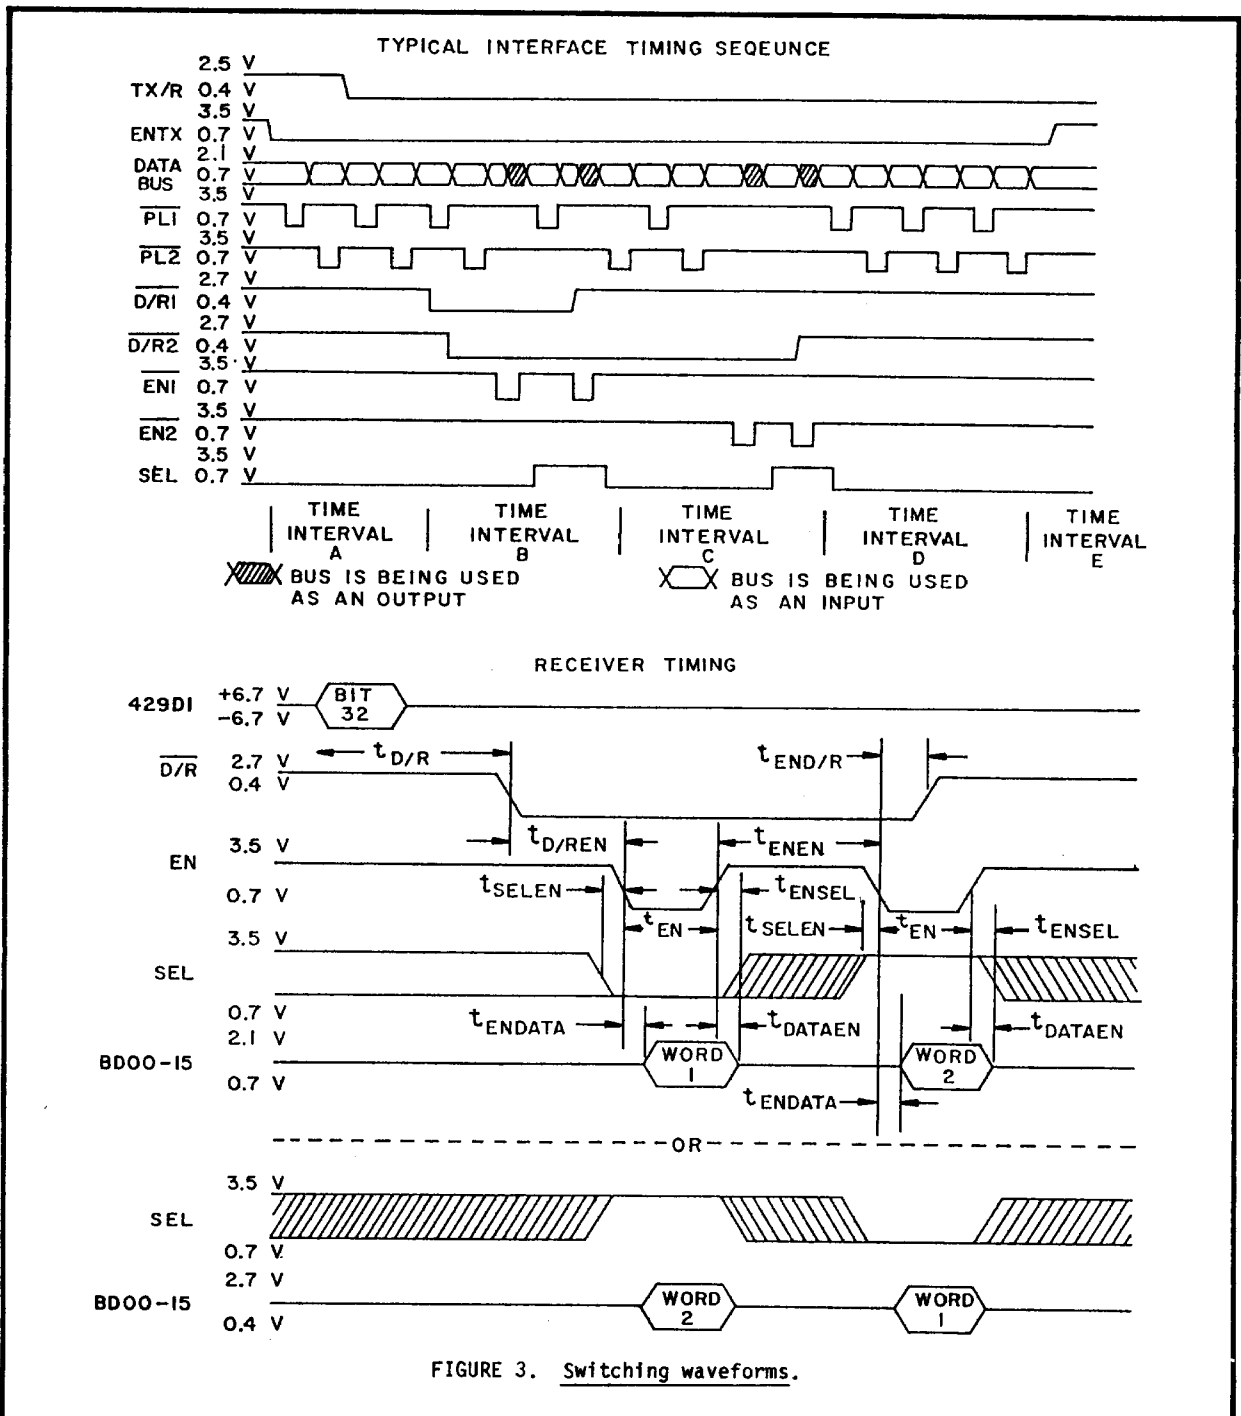 TYPICAL INTERFACE TIMING SEQEUNCE
2.5 V
TX/R 0.4 V
3.5 V
ENTX 0.7 V
2.1 V
DATA BUS 0.7 V
3.5 V
PL1 0.7 V
3.5 V
PL2 0.7 V
2.7 V
D/R1 0.4 V
2.7 V
D/R2 0.4 V
3.5 V
EN1 0.7 V
3.5 V
EN2 0.7 V
3.5 V
SEL 0.7 V
TIME INTERVAL A
TIME INTERVAL B
TIME INTERVAL C
TIME INTERVAL D
TIME INTERVAL E
BUS IS BEING USED
AS AN OUTPUT
BUS IS BEING USED
AS AN INPUT
RECEIVER TIMING
429DI +6.7 V
-6.7 V
BIT
32
D/R 2.7 V
0.4 V
tD/R
tEND/R
tD/REN
tENEN
EN 3.5 V
0.7 V
tSELEN
tENSEL
tEN
tSELEN
tEN
tENSEL
SEL 3.5 V
0.7 V
tENDATA
tDATAEN
tDATAEN
BD00-15 2.1 V
0.7 V
WORD
1
WORD
2
tENDATA
OR
SEL 3.5 V
0.7 V
BD00-15 2.7 V
0.4 V
WORD
2
WORD
1
FIGURE 3. Switching waveforms.